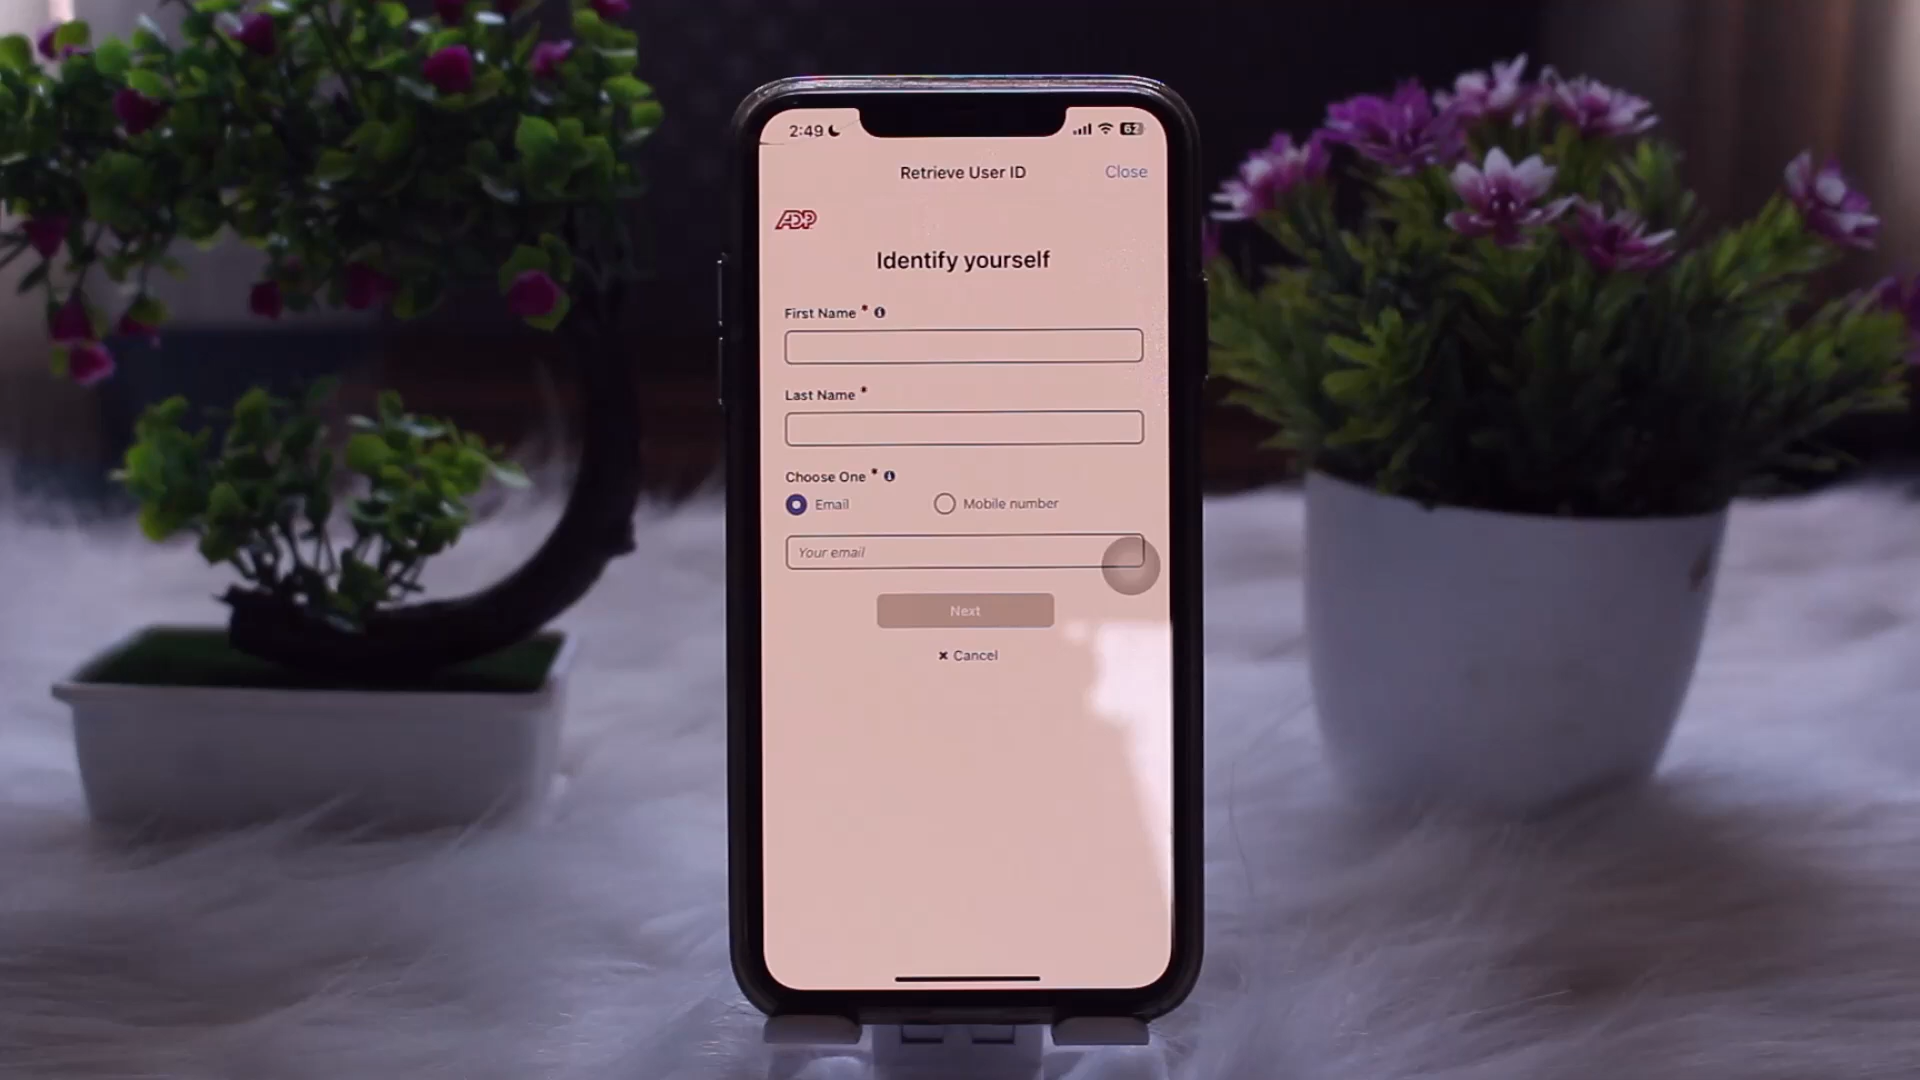 2:49
62
Retrieve User ID Close
ADP
Identify yourself
First Name *
Last Name *
Choose One *
Email Mobile number
Your email
Next
× Cancel